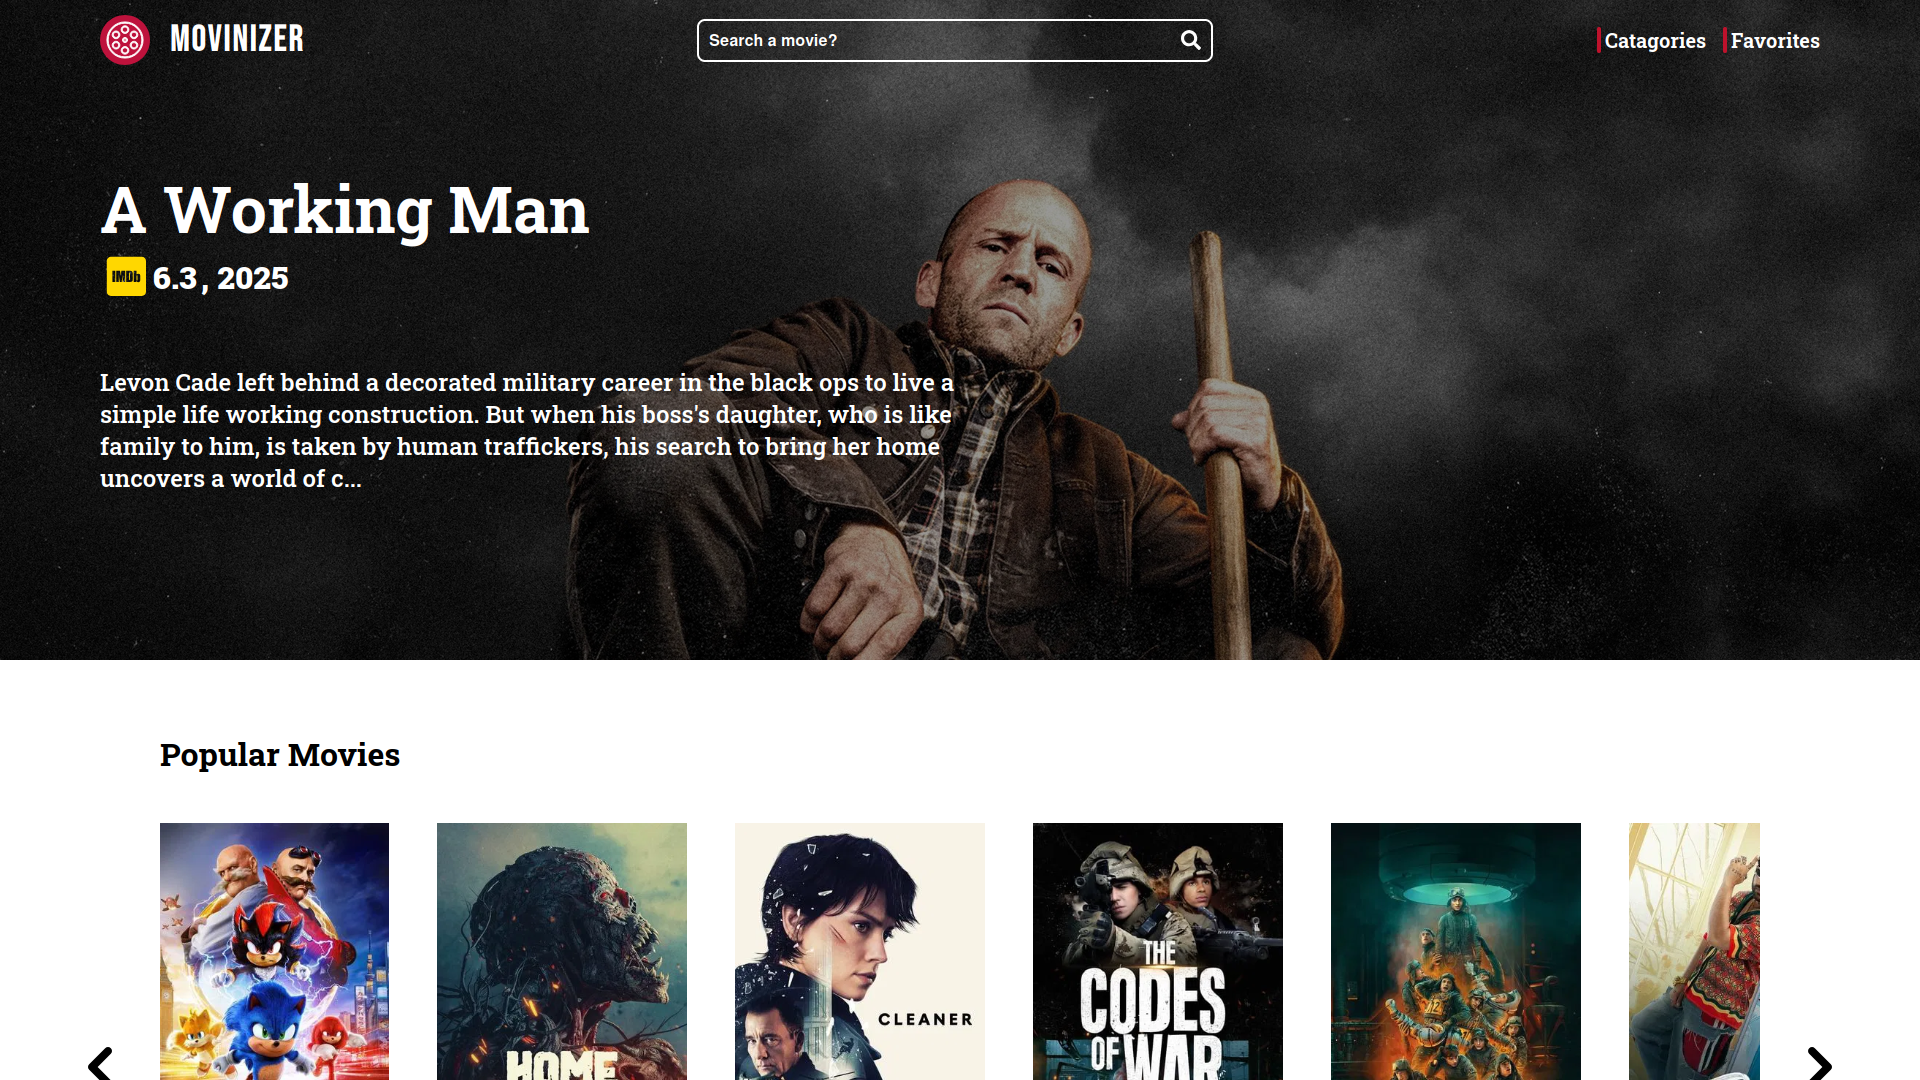 MOVINIZER
Search a movie?
Catagories
Favorites
A Working Man
IMDb 6.3 , 2025
Levon Cade left behind a decorated military career in the black ops to live a
simple life working construction. But when his boss's daughter, who is like
family to him, is taken by human traffickers, his search to bring her home
uncovers a world of c...
Popular Movies
HOME
CLEANER
THE
CODES
OF WAR